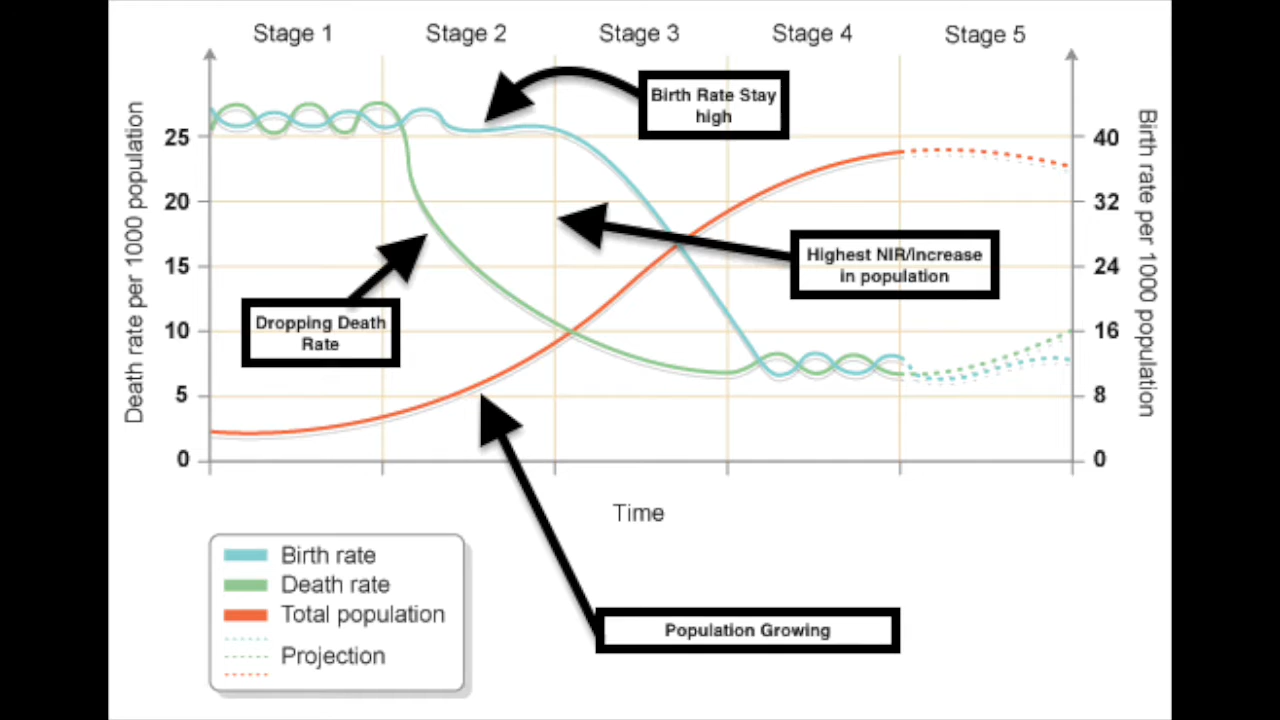 Stage 1 Stage 2 Stage 3 Stage 4 Stage 5
Birth Rate Stay
high
Highest NIR/Increase
in population
Dropping Death
Rate
Population Growing
Death rate per 1000 population
25
20
15
10
5
0
40
32
24
16
8
0
Birth rate per 1000 population
Time
Birth rate
Death rate
Total population
Projection